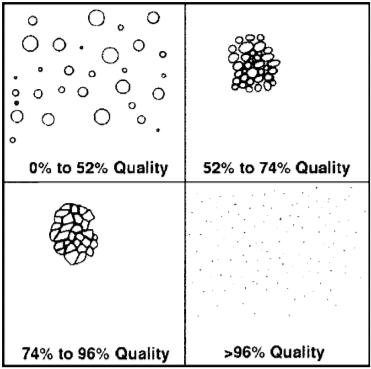 0% to 52% Quality
52% to 74% Quality
74% to 96% Quality
>96% Quality